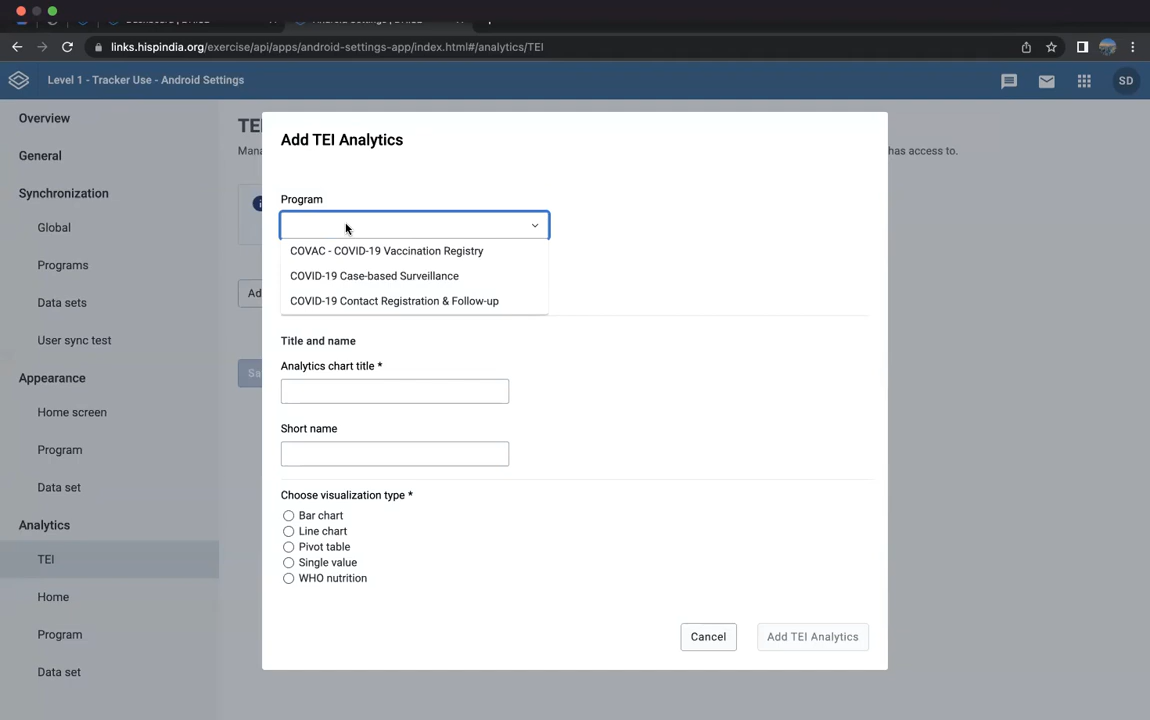 links.hispindia.org/exercise/api/apps/android-settings-app/index.html#/analytics/TEI
Level 1 - Tracker Use - Android Settings
SD
Overview
General
Synchronization
Global
Programs
Data sets
User sync test
Appearance
Home screen
Program
Data set
Analytics
TEI
Home
Program
Data set
has access to.
Add TEI Analytics
Program
COVAC - COVID-19 Vaccination Registry
COVID-19 Case-based Surveillance
COVID-19 Contact Registration & Follow-up
Title and name
Analytics chart title *
Short name
Choose visualization type *
Bar chart
Line chart
Pivot table
Single value
WHO nutrition
Cancel
Add TEI Analytics